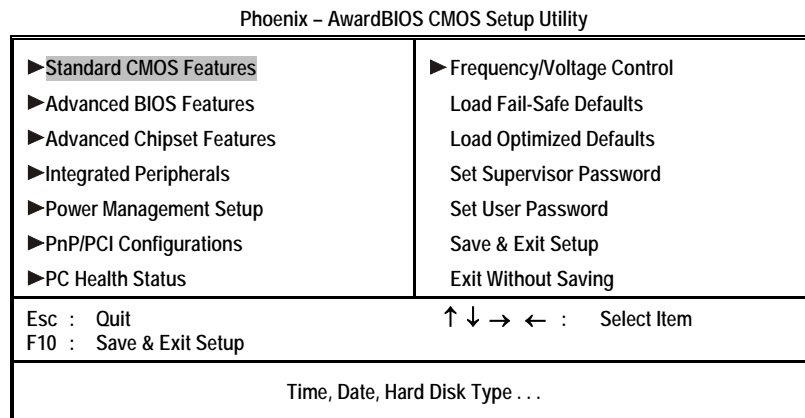 Phoenix – AwardBIOS CMOS Setup Utility
►Standard CMOS Features
►Advanced BIOS Features
►Advanced Chipset Features
►Integrated Peripherals
►Power Management Setup
►PnP/PCI Configurations
►PC Health Status
►Frequency/Voltage Control
Load Fail-Safe Defaults
Load Optimized Defaults
Set Supervisor Password
Set User Password
Save & Exit Setup
Exit Without Saving
Esc : Quit
F10 : Save & Exit Setup
↑ ↓ → ← : Select Item
Time, Date, Hard Disk Type . . .